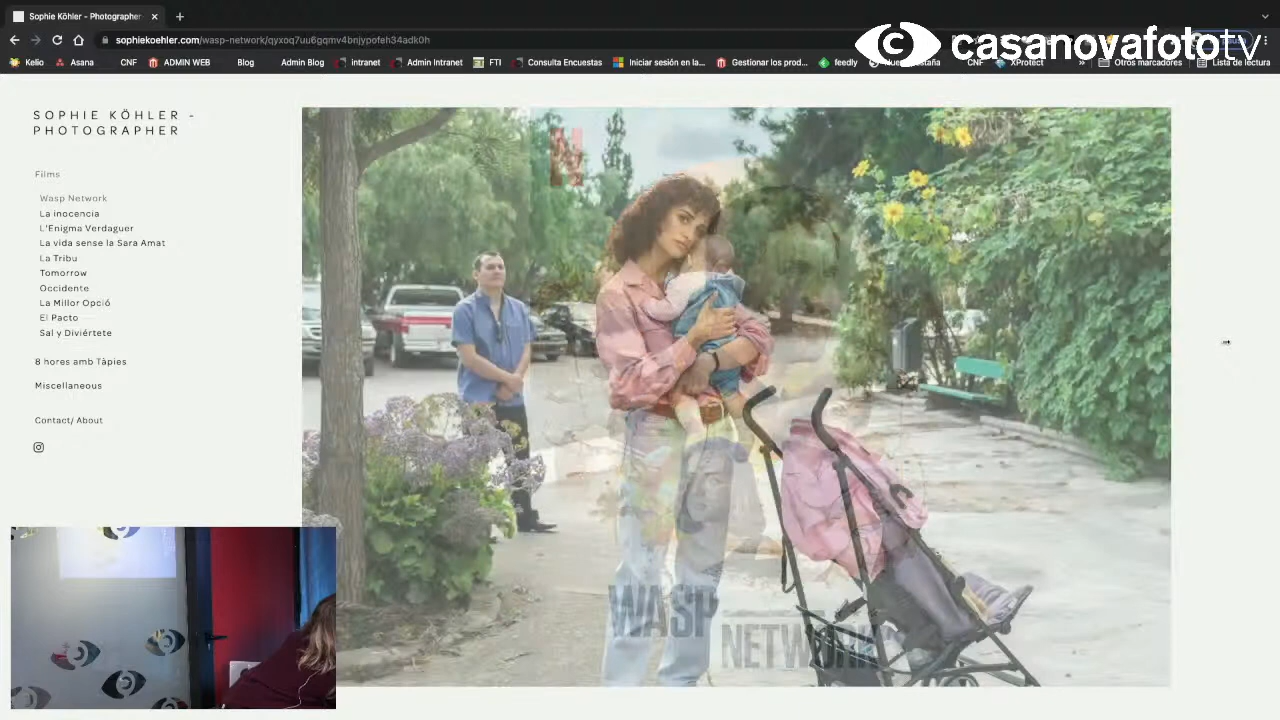 Sophie Köhler - Photographer
sophiekoehler.com/wasp-network/qyxoq7uu6gqmv4bnjypofeh34adk0h
casanovafototv
Kelio
Asana
CNF
ADMIN WEB
Blog
Admin Blog
intranet
Admin Intranet
FTI
Consulta Encuestas
Iniciar sesión en la...
Gestionar los prod...
feedly
CNF
XProtect
»
Otros marcadores
Lista de lectura
SOPHIE KÖHLER -
PHOTOGRAPHER
Films
Wasp Network
La inocencia
L'Enigma Verdaguer
La vida sense la Sara Amat
La Tribu
Tomorrow
Occidente
La Millor Opció
El Pacto
Sal y Diviértete
8 hores amb Tàpies
Miscellaneous
Contact/ About
N
WASP
NETWORK